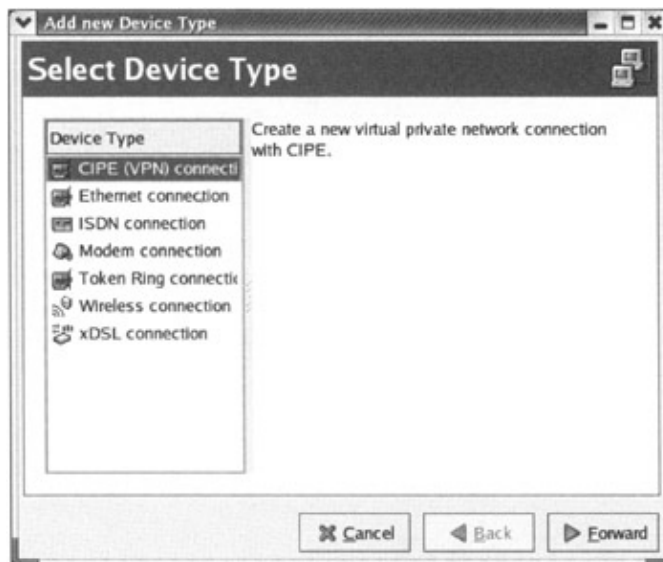 Add new Device Type
Select Device Type
Device Type
CIPE (VPN) connecti
Ethernet connection
ISDN connection
Modem connection
Token Ring connectic
Wireless connection
xDSL connection
Create a new virtual private network connection
with CIPE.
Cancel
Back
Forward